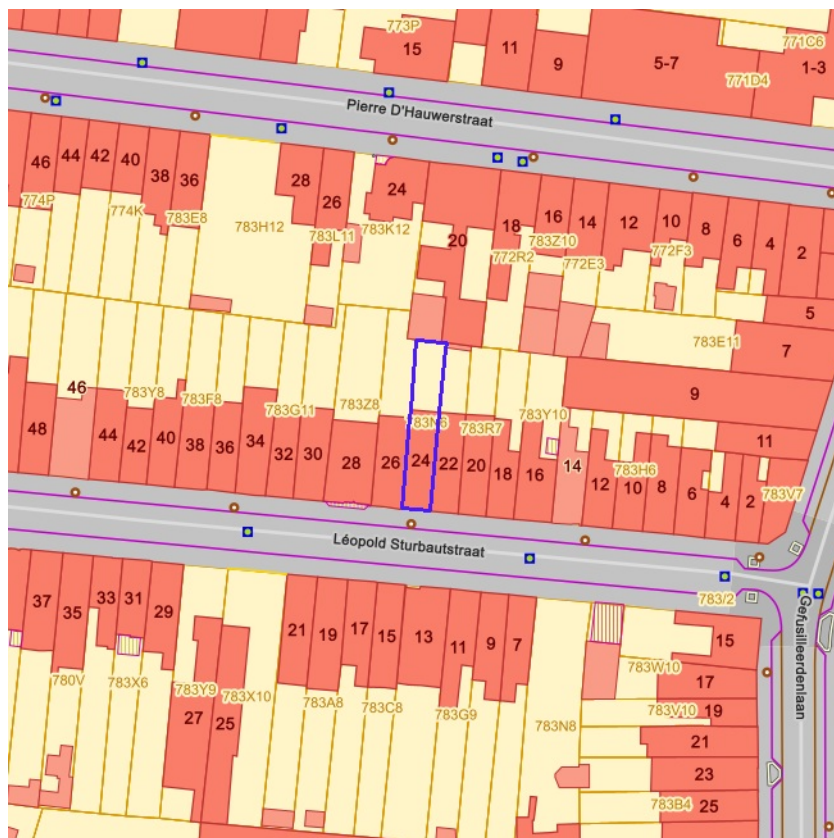 773P
771C6
15
11
9
5-7
771D4
1-3
Pierre D'Hauwerstraat
46
44
42
40
38
36
28
26
24
20
18
16
14
12
10
8
6
4
2
774P
774K
783E8
783H12
783L11
783K12
772R2
783Z10
772E3
772F3
5
783E11
7
46
783Y8
783F8
783G11
783Z8
783N6
783R7
783Y10
9
48
44
42
40
38
36
34
32
30
28
26
24
22
20
18
16
14
12
10
8
6
4
2
11
783H6
783V7
Léopold Sturbautstraat
783/2
Gefusilleerdenlaan
37
35
33
31
29
21
19
17
15
13
11
9
7
15
780V
783X6
783Y9
783X10
27
25
783A8
783C8
783G9
783N8
783W10
17
783V10
19
21
23
783B4
25